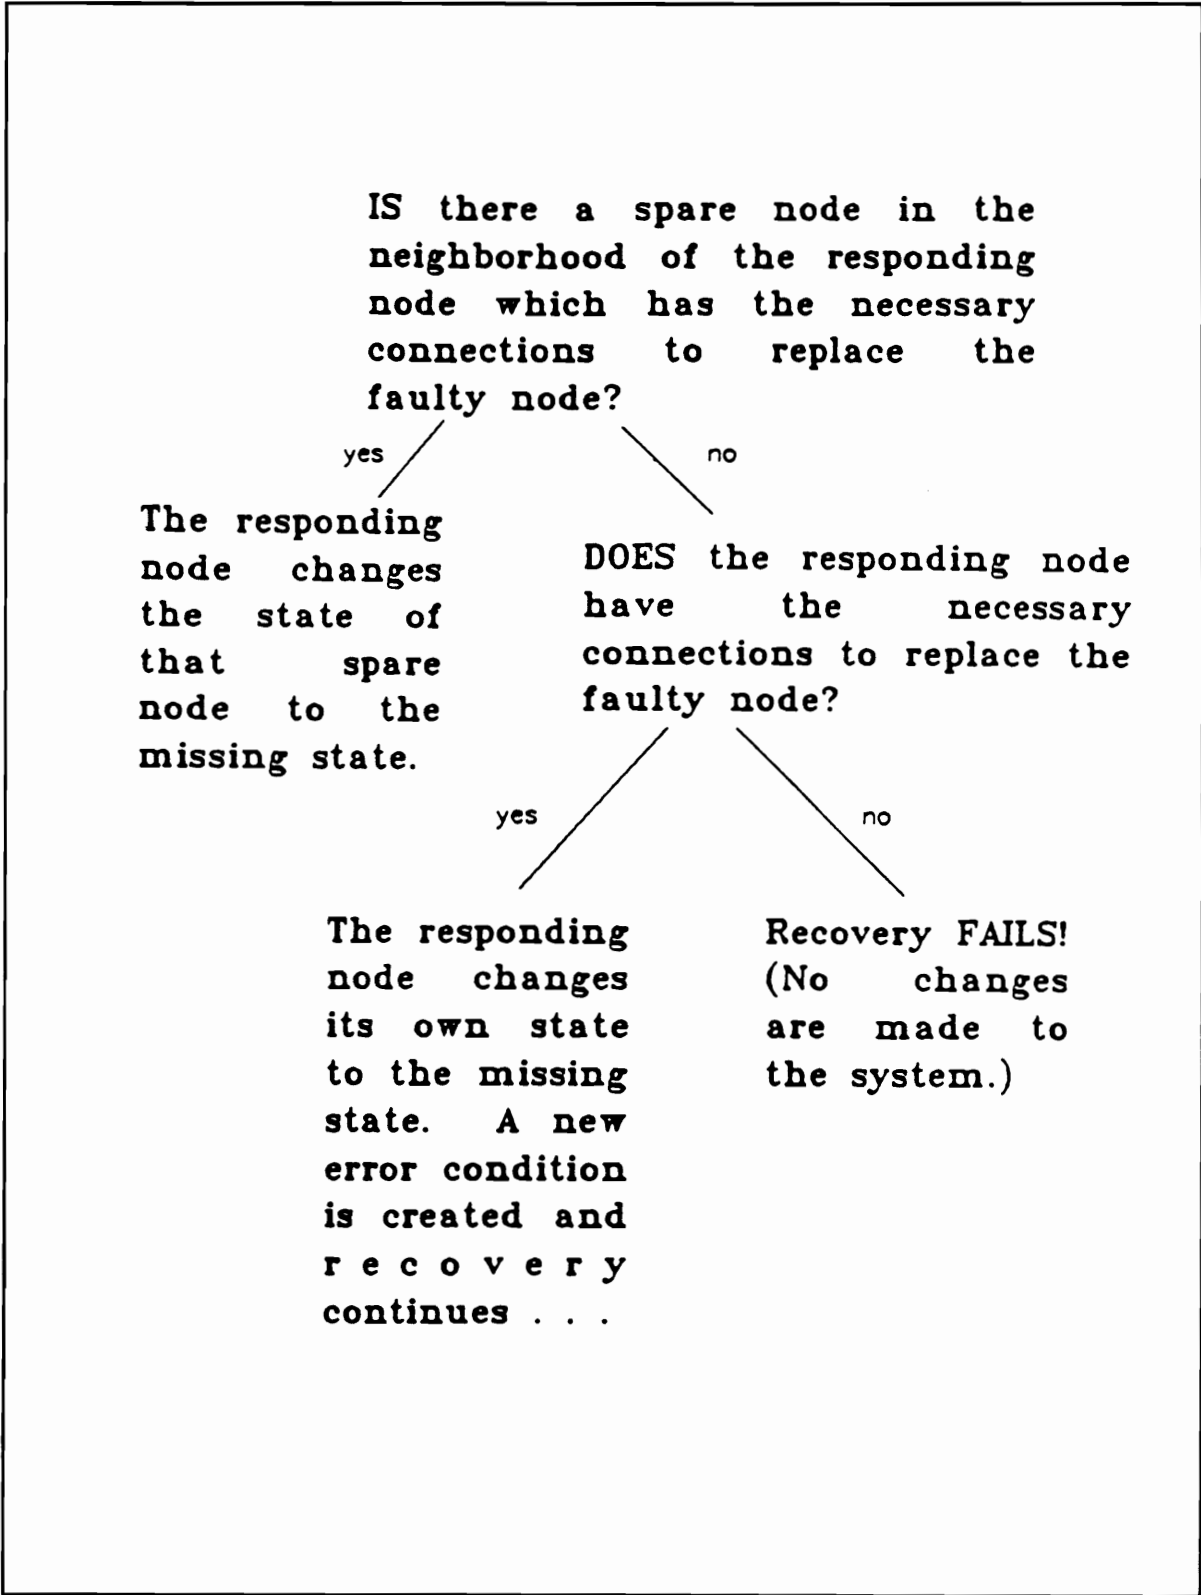 IS there a spare node in the
neighborhood of the responding
node which has the necessary
connections to replace the
faulty node?
yes
no
The responding
node changes
the state of
that spare
node to the
missing state.
DOES the responding node
have the necessary
connections to replace the
faulty node?
yes
no
The responding
node changes
its own state
to the missing
state. A new
error condition
is created and
recovery
continues . . .
Recovery FAILS!
(No changes
are made to
the system.)